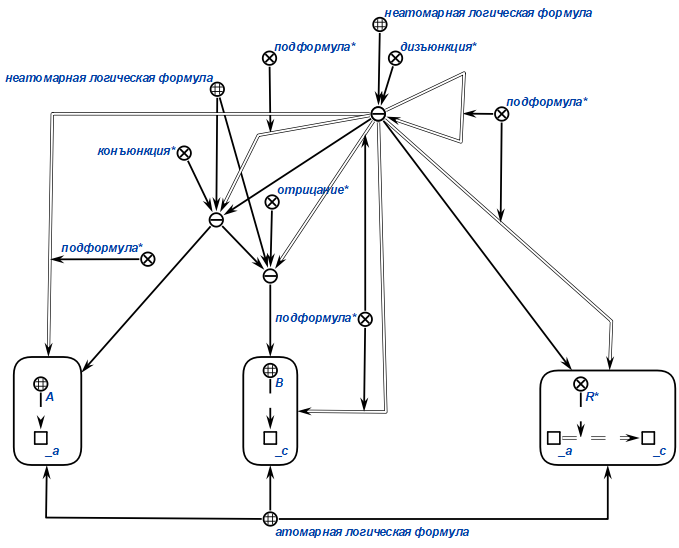 неатомарная логическая формула
подформула*
дизъюнкция*
неатомарная логическая формула
подформула*
конъюнкция*
отрицание*
подформула*
подформула*
A
B
R*
_a
_c
_a
_c
атомарная логическая формула